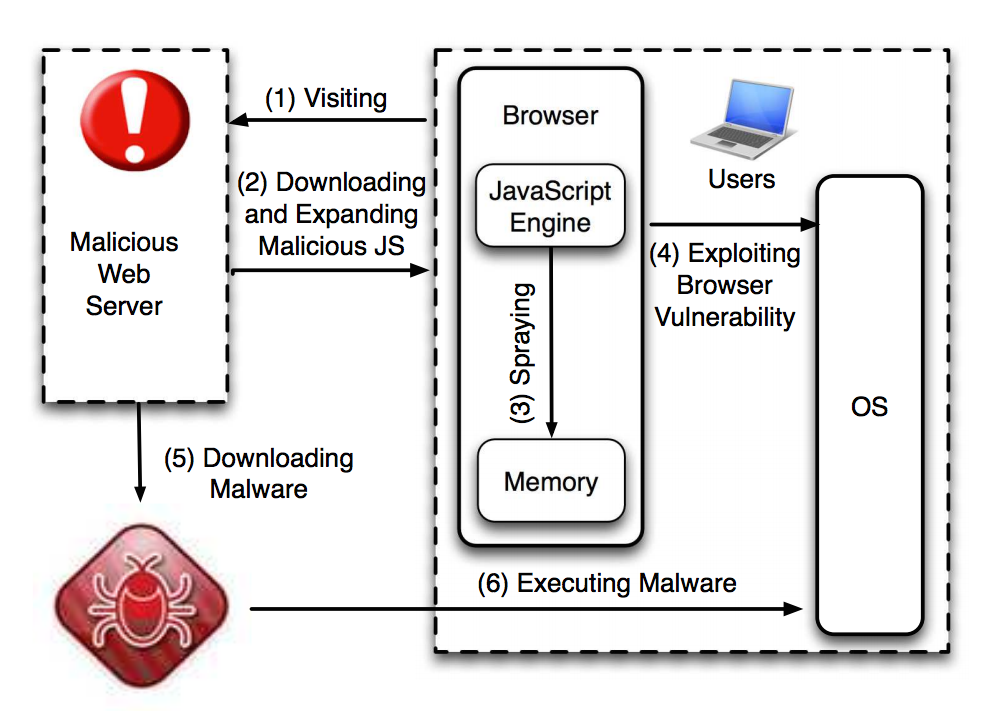 (1) Visiting
(2) Downloading
and Expanding
Malicious JS
Malicious
Web
Server
Browser
JavaScript
Engine
(3) Spraying
Memory
Users
(4) Exploiting
Browser
Vulnerability
OS
(5) Downloading
Malware
(6) Executing Malware